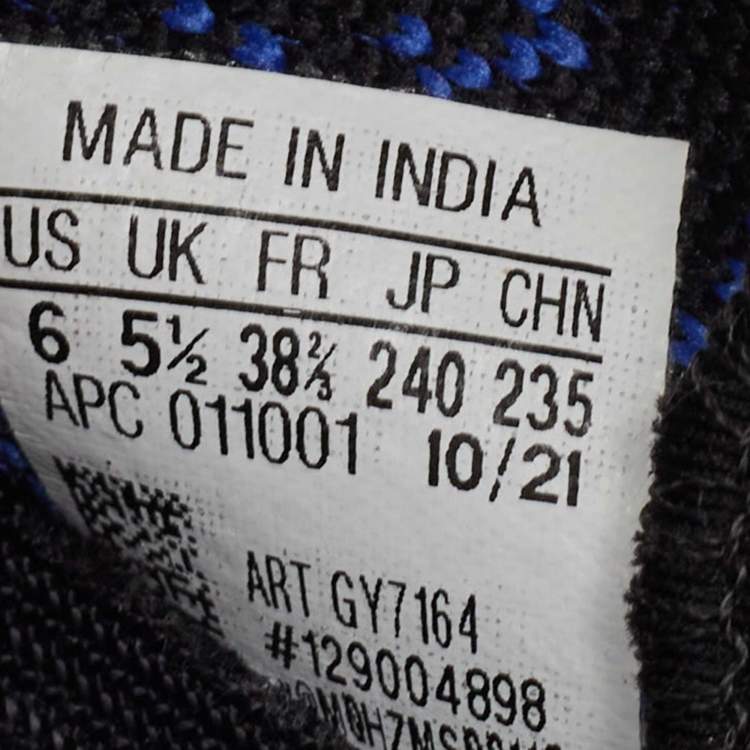 MADE IN INDIA
US UK FR JP CHN
6 5½ 38⅔ 240 235
APC 011001 10/21
ART GY7164
#129004898